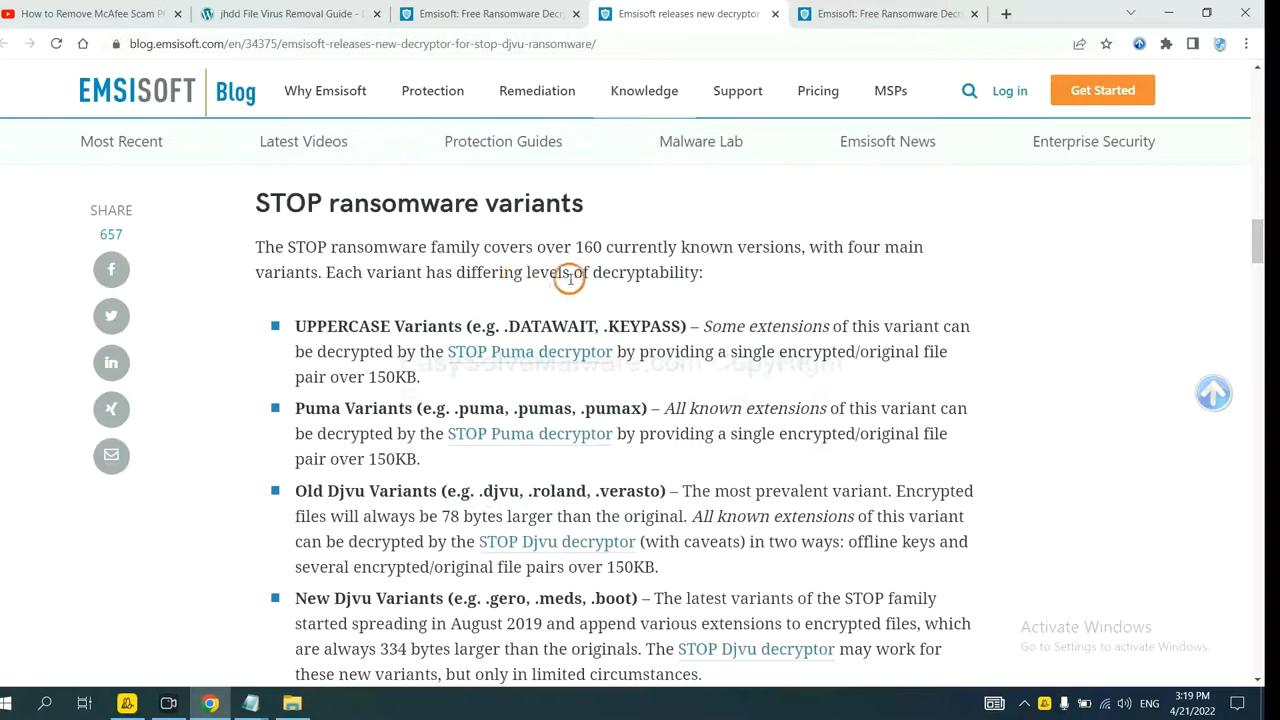 How to Remove McAfee Scam P
jhdd File Virus Removal Guide -
Emsisoft: Free Ransomware Decr
Emsisoft releases new decryptor
Emsisoft: Free Ransomware Decr
blog.emsisoft.com/en/34375/emsisoft-releases-new-decryptor-for-stop-djvu-ransomware/
EMSISOFT Blog Why Emsisoft Protection Remediation Knowledge Support Pricing MSPs Log in Get Started
Most Recent Latest Videos Protection Guides Malware Lab Emsisoft News Enterprise Security
SHARE
657
STOP ransomware variants
The STOP ransomware family covers over 160 currently known versions, with four main
variants. Each variant has differing levels of decryptability:
UPPERCASE Variants (e.g. .DATAWAIT, .KEYPASS) – Some extensions of this variant can
be decrypted by the STOP Puma decryptor by providing a single encrypted/original file
pair over 150KB.
Puma Variants (e.g. .puma, .pumas, .pumax) – All known extensions of this variant can
be decrypted by the STOP Puma decryptor by providing a single encrypted/original file
pair over 150KB.
Old Djvu Variants (e.g. .djvu, .roland, .verasto) – The most prevalent variant. Encrypted
files will always be 78 bytes larger than the original. All known extensions of this variant
can be decrypted by the STOP Djvu decryptor (with caveats) in two ways: offline keys and
several encrypted/original file pairs over 150KB.
New Djvu Variants (e.g. .gero, .meds, .boot) – The latest variants of the STOP family
started spreading in August 2019 and append various extensions to encrypted files, which
are always 334 bytes larger than the originals. The STOP Djvu decryptor may work for
these new variants, but only in limited circumstances.
Activate Windows
Go to Settings to activate Windows.
ENG
3:19 PM
4/21/2022